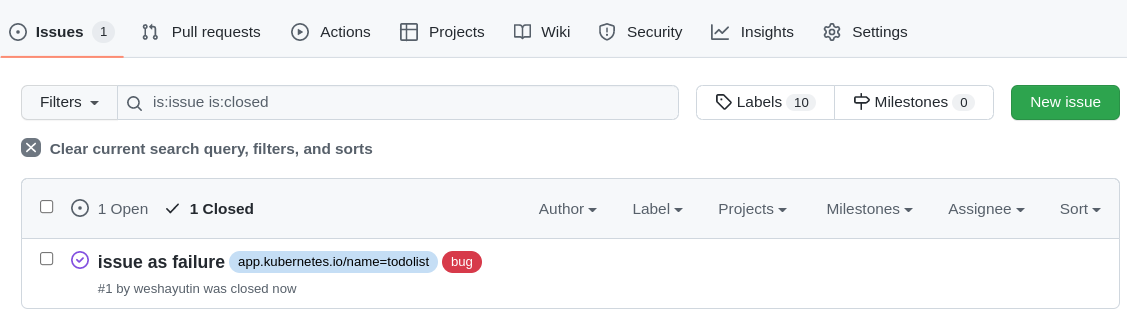 Issues 1 Pull requests Actions Projects Wiki Security Insights Settings
Filters is:issue is:closed Labels 10 Milestones 0 New issue
Clear current search query, filters, and sorts
1 Open 1 Closed Author Label Projects Milestones Assignee Sort
issue as failure app.kubernetes.io/name=todolist bug
#1 by weshayutin was closed now